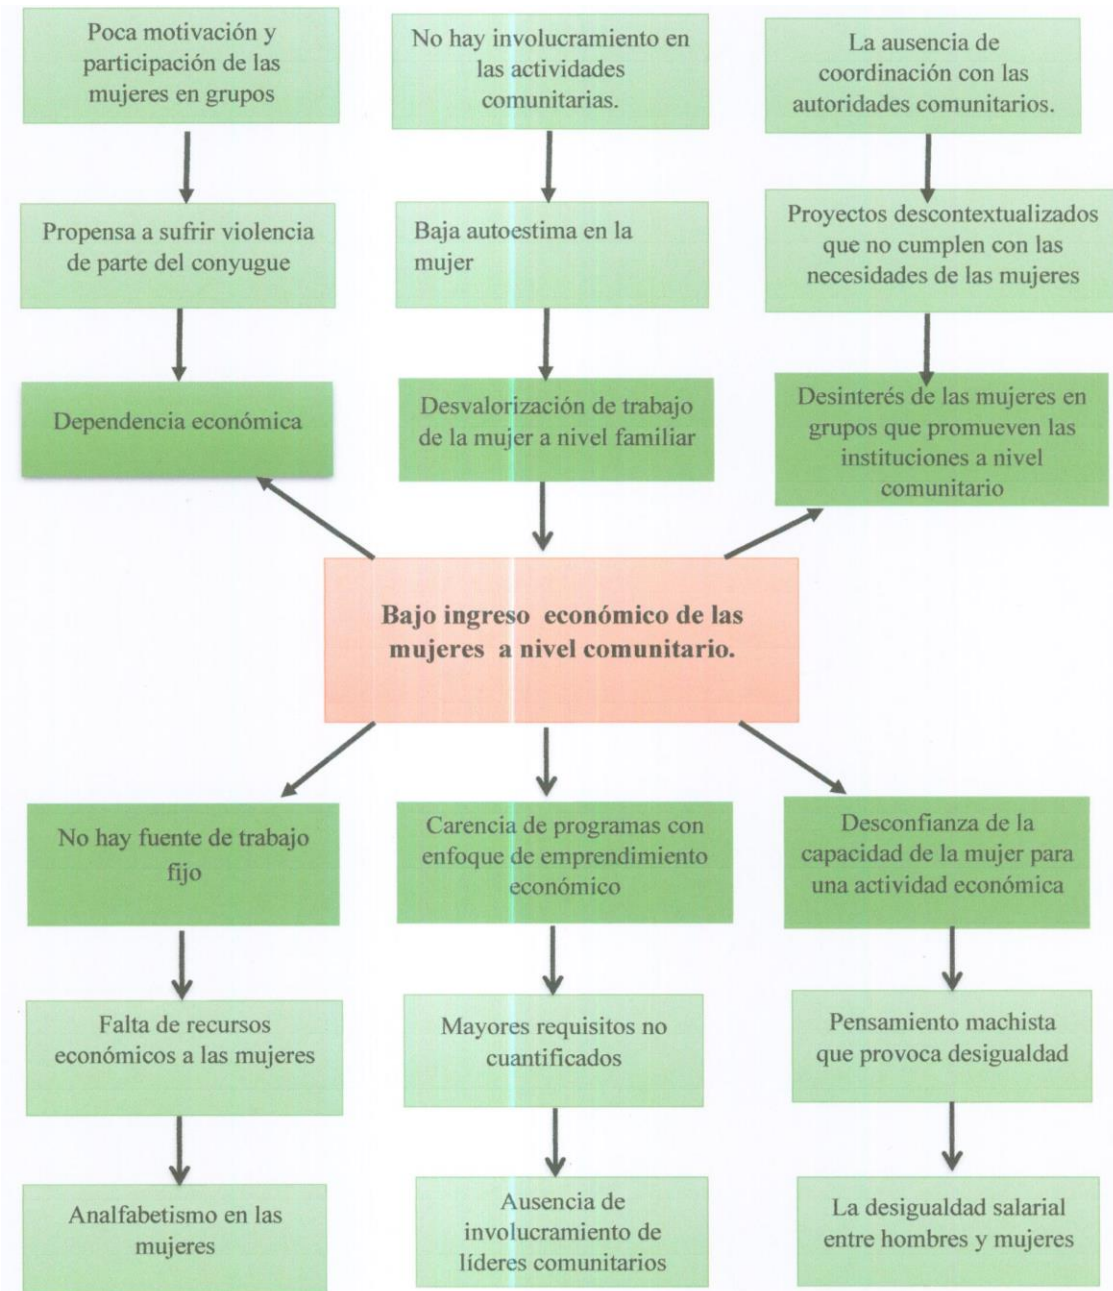 Poca motivación y
participación de las
mujeres en grupos
No hay involucramiento en
las actividades
comunitarias.
La ausencia de
coordinación con las
autoridades comunitarios.
Propensa a sufrir violencia
de parte del conyugue
Baja autoestima en la
mujer
Proyectos descontextualizados
que no cumplen con las
necesidades de las mujeres
Dependencia económica
Desvalorización de trabajo
de la mujer a nivel familiar
Desinterés de las mujeres en
grupos que promueven las
instituciones a nivel
comunitario
Bajo ingreso económico de las
mujeres a nivel comunitario.
No hay fuente de trabajo
fijo
Carencia de programas con
enfoque de emprendimiento
económico
Desconfianza de la
capacidad de la mujer para
una actividad económica
Falta de recursos
económicos a las mujeres
Mayores requisitos no
cuantificados
Pensamiento machista
que provoca desigualdad
Analfabetismo en las
mujeres
Ausencia de
involucramiento de
líderes comunitarios
La desigualdad salarial
entre hombres y mujeres